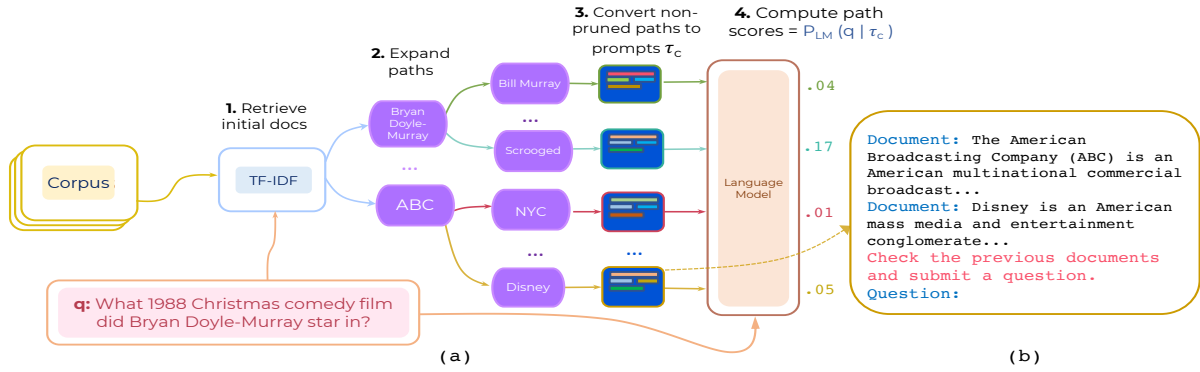 1. Retrieve
initial docs
2. Expand
paths
3. Convert non-
pruned paths to
prompts τc
4. Compute path
scores = PLM (q | τc )
Corpus
TF-IDF
Bryan
Doyle-
Murray
...
ABC
Bill Murray
...
Scrooged
NYC
...
Disney
...
Language
Model
.04
.17
.01
.05
q: What 1988 Christmas comedy film
did Bryan Doyle-Murray star in?
(a)
Document: The American
Broadcasting Company (ABC) is an
American multinational commercial
broadcast...
Document: Disney is an American
mass media and entertainment
conglomerate...
Check the previous documents
and submit a question.
Question:
(b)